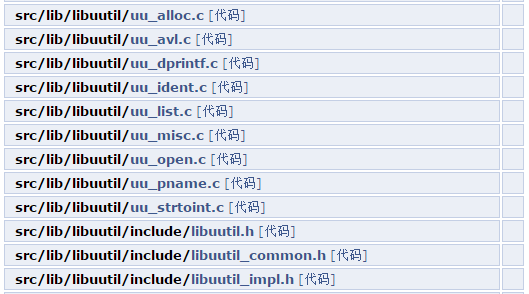 src/lib/libuutil/uu_alloc.c [代码]
src/lib/libuutil/uu_avl.c [代码]
src/lib/libuutil/uu_dprintf.c [代码]
src/lib/libuutil/uu_ident.c [代码]
src/lib/libuutil/uu_list.c [代码]
src/lib/libuutil/uu_misc.c [代码]
src/lib/libuutil/uu_open.c [代码]
src/lib/libuutil/uu_pname.c [代码]
src/lib/libuutil/uu_strtoint.c [代码]
src/lib/libuutil/include/libuutil.h [代码]
src/lib/libuutil/include/libuutil_common.h [代码]
src/lib/libuutil/include/libuutil_impl.h [代码]